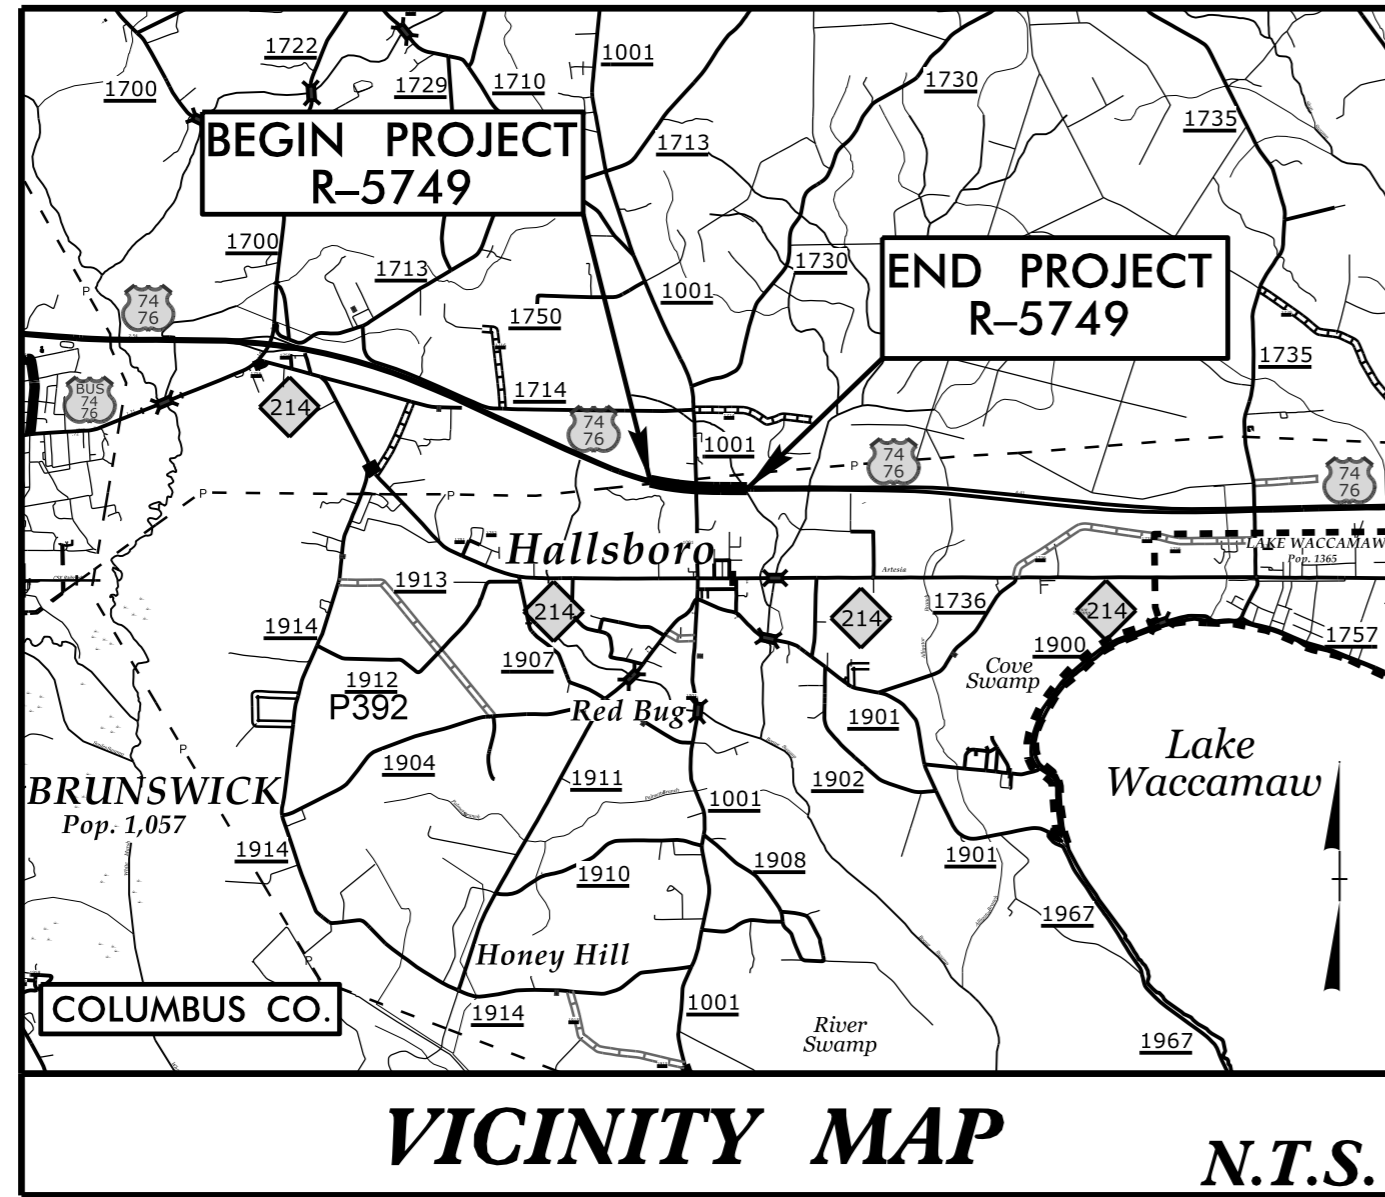 1722
1001
1700
1729
1710
1730
1735
BEGIN PROJECT
R–5749
1713
1700
1713
1730
END PROJECT
R–5749
P
1001
74
76
1750
1735
BUS
74
76
214
1714
74
76
1001
P
74
76
74
76
P
P
Hallsboro
LAKE WACCAMAW
Pop. 1365
Artesia
1913
214
214
1736
214
1914
1907
1900
1757
Cove
Swamp
1912
P392
Red Bug
1901
P
Lake
Waccamaw
1904
1911
1902
BRUNSWICK
Pop. 1,057
1001
1914
1908
1901
1910
1967
Honey Hill
P
COLUMBUS CO.
1914
1001
River
Swamp
1967
VICINITY MAP
N.T.S.